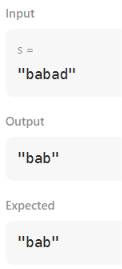 Input
s =
"babad"
Output
"bab"
Expected
"bab"